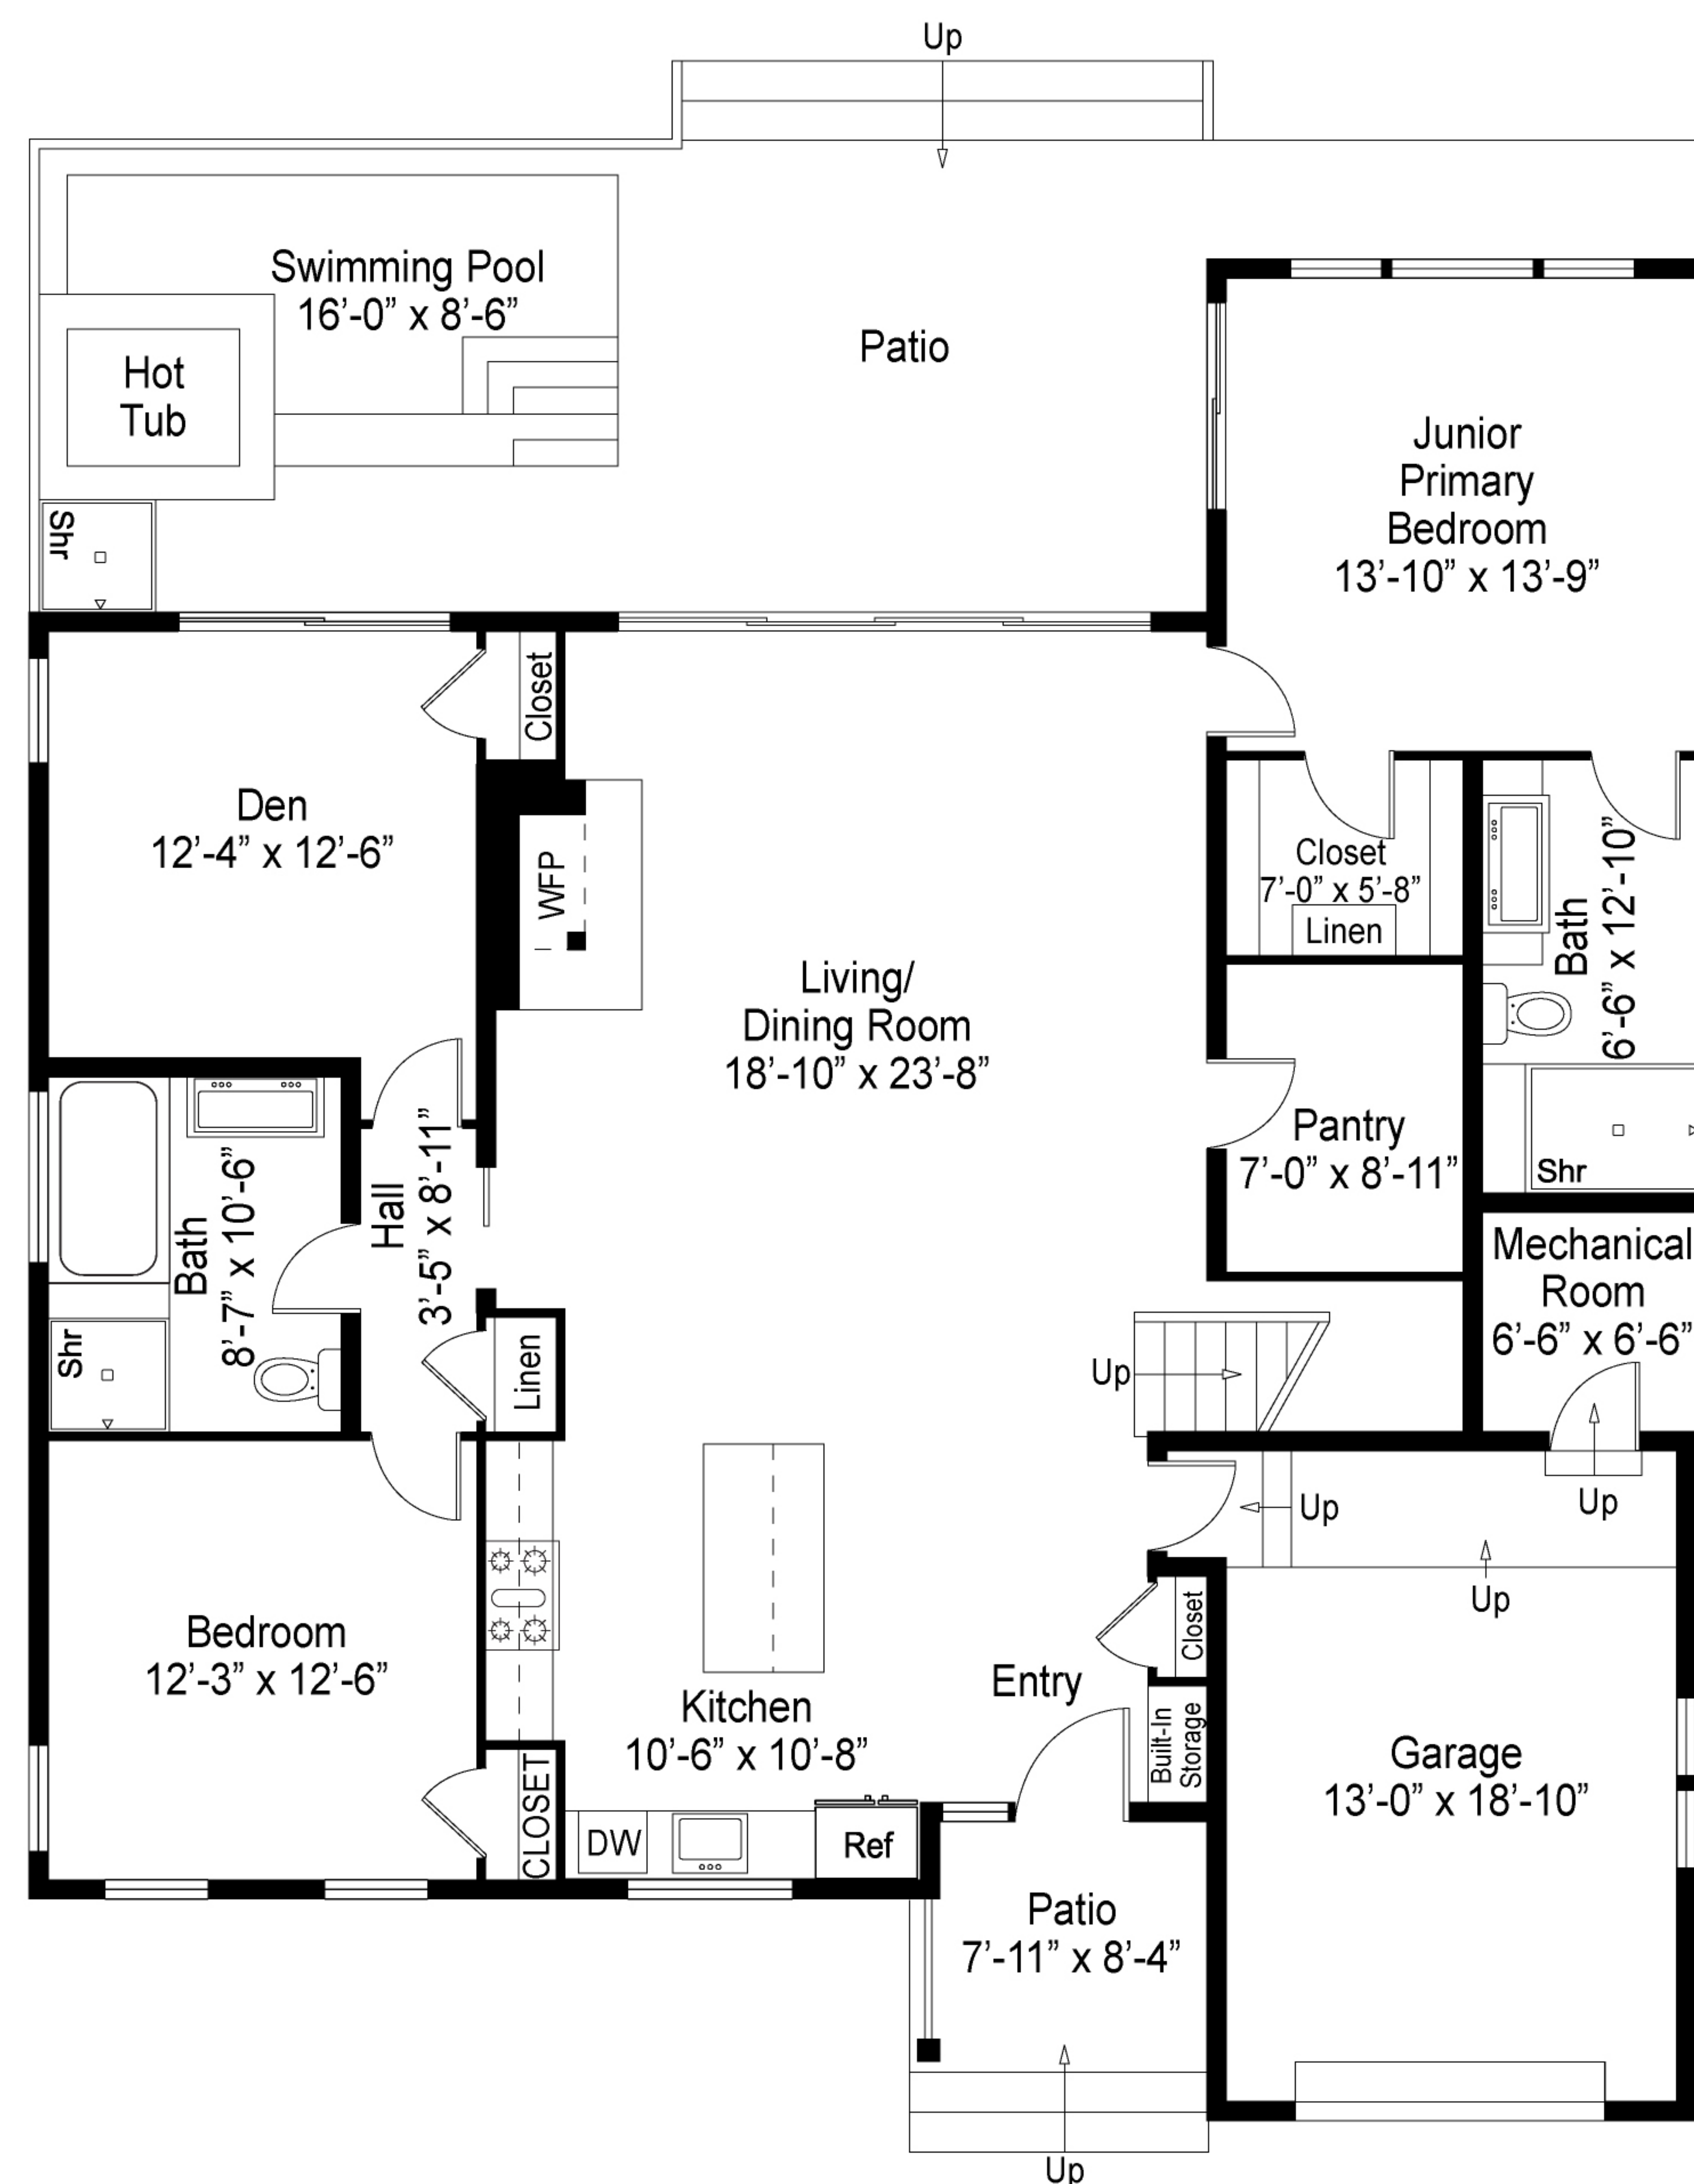 Up
Swimming Pool
16’-0” x 8’-6”
Hot
Tub
Patio
Shr
Junior
Primary
Bedroom
13’-10” x 13’-9”
Closet
Den
12’-4” x 12’-6”
WFP
Closet
7’-0” x 5’-8”
Linen
Bath
6’-6” x 12’-10”
Living/
Dining Room
18’-10” x 23’-8”
Pantry
7’-0” x 8’-11”
Shr
Hall
3’-5” x 8’-11”
Bath
8’-7” x 10’-6”
Shr
Linen
Mechanical
Room
6’-6” x 6’-6”
Up
Up
Up
Up
Bedroom
12’-3” x 12’-6”
Closet
Entry
Built-In
Storage
Kitchen
10’-6” x 10’-8”
CLOSET
DW
Ref
Garage
13’-0” x 18’-10”
Patio
7’-11” x 8’-4”
Up